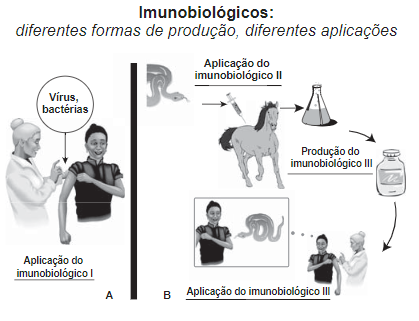 Imunobiológicos:
diferentes formas de produção, diferentes aplicações
Vírus,
bactérias
Aplicação do
imunobiológico I
A
Aplicação do
imunobiológico II
Produção do
imunobiológico III
B
Aplicação do imunobiológico III